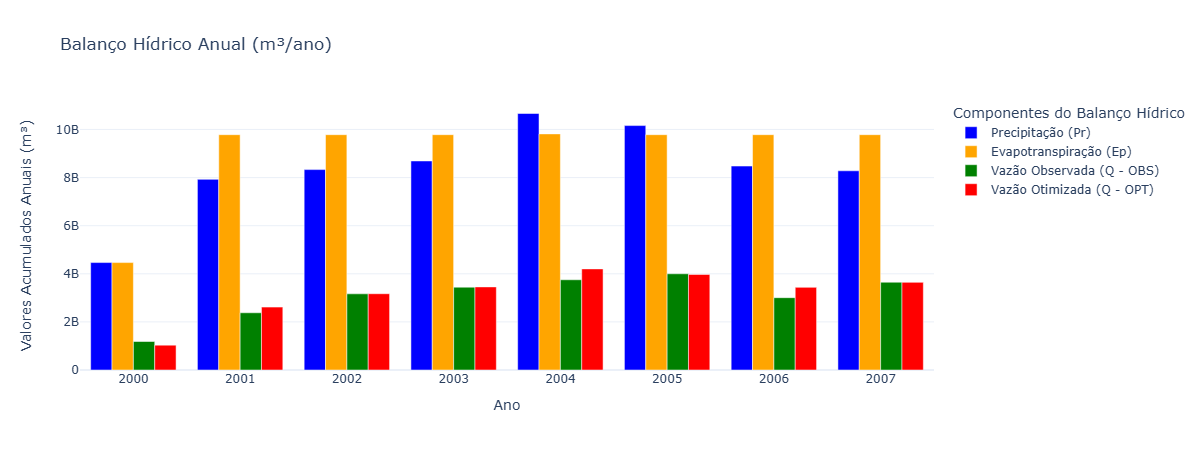 Balanço Hídrico Anual (m³/ano)
Valores Acumulados Anuais (m³)
10B
8B
6B
4B
2B
0
2000 2001 2002 2003 2004 2005 2006 2007
Ano
Componentes do Balanço Hídrico
Precipitação (Pr)
Evapotranspiração (Ep)
Vazão Observada (Q - OBS)
Vazão Otimizada (Q - OPT)